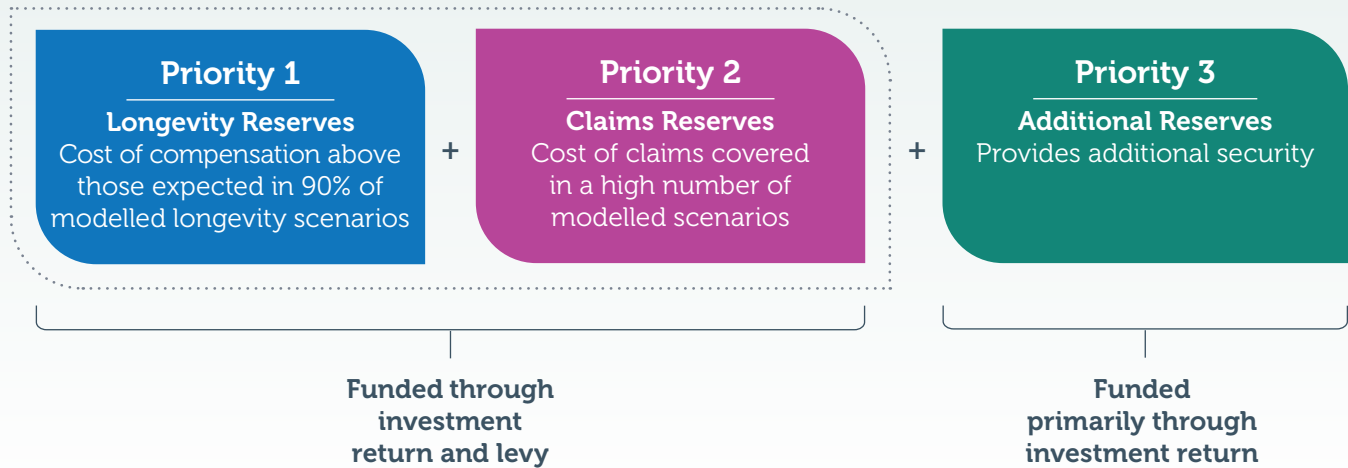 Priority 1
Longevity Reserves
Cost of compensation above
those expected in 90% of
modelled longevity scenarios
+
Priority 2
Claims Reserves
Cost of claims covered
in a high number of
modelled scenarios
+
Priority 3
Additional Reserves
Provides additional security
Funded through
investment
return and levy
Funded
primarily through
investment return